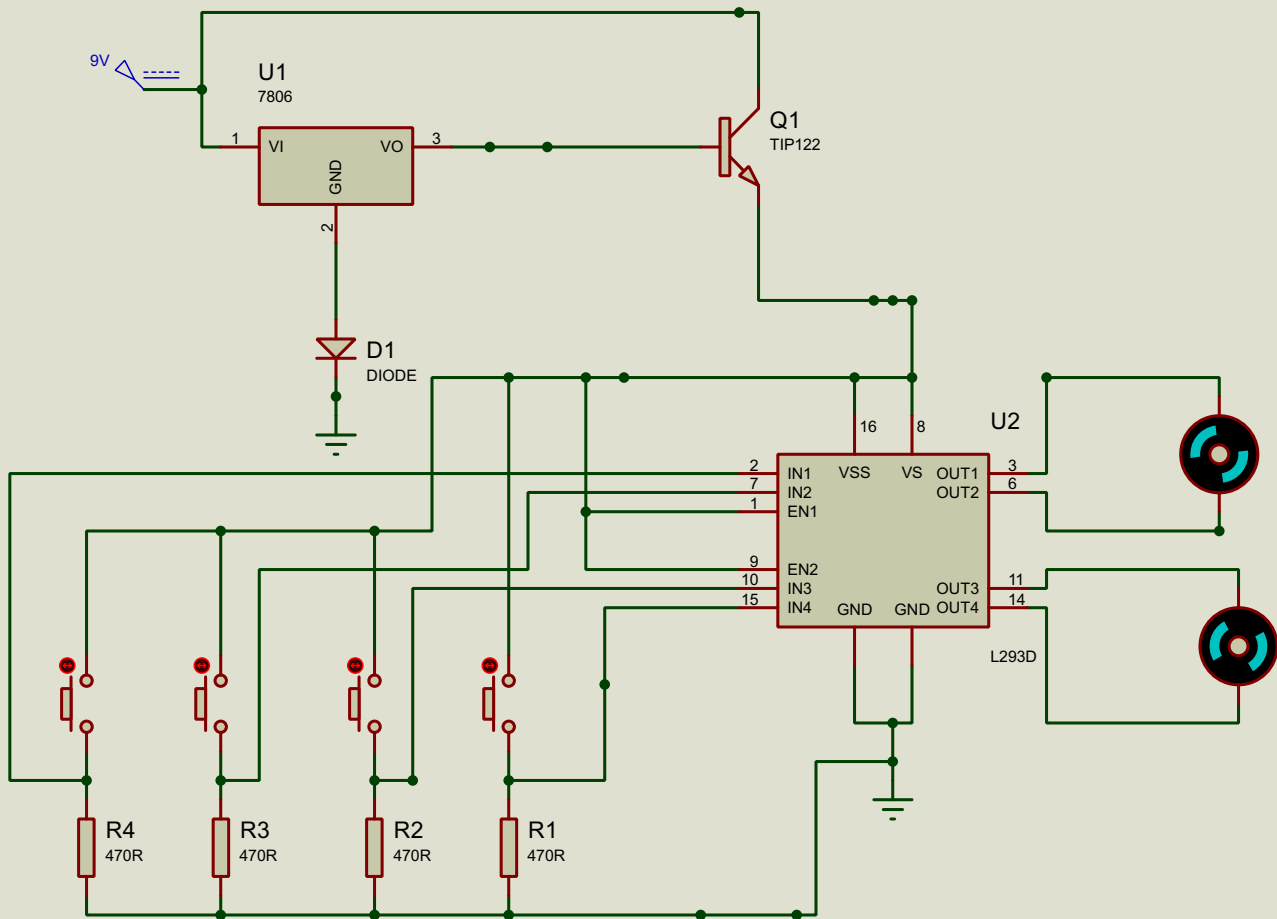 9V
U1
7806
1 VI VO 3
GND
2
Q1
TIP122
D1
DIODE
16 8
U2
2 IN1 VSS VS OUT1 3
7 IN2 OUT2 6
1 EN1
9 EN2
10 IN3 OUT3 11
15 IN4 GND GND OUT4 14
L293D
R4 R3 R2 R1
470R 470R 470R 470R